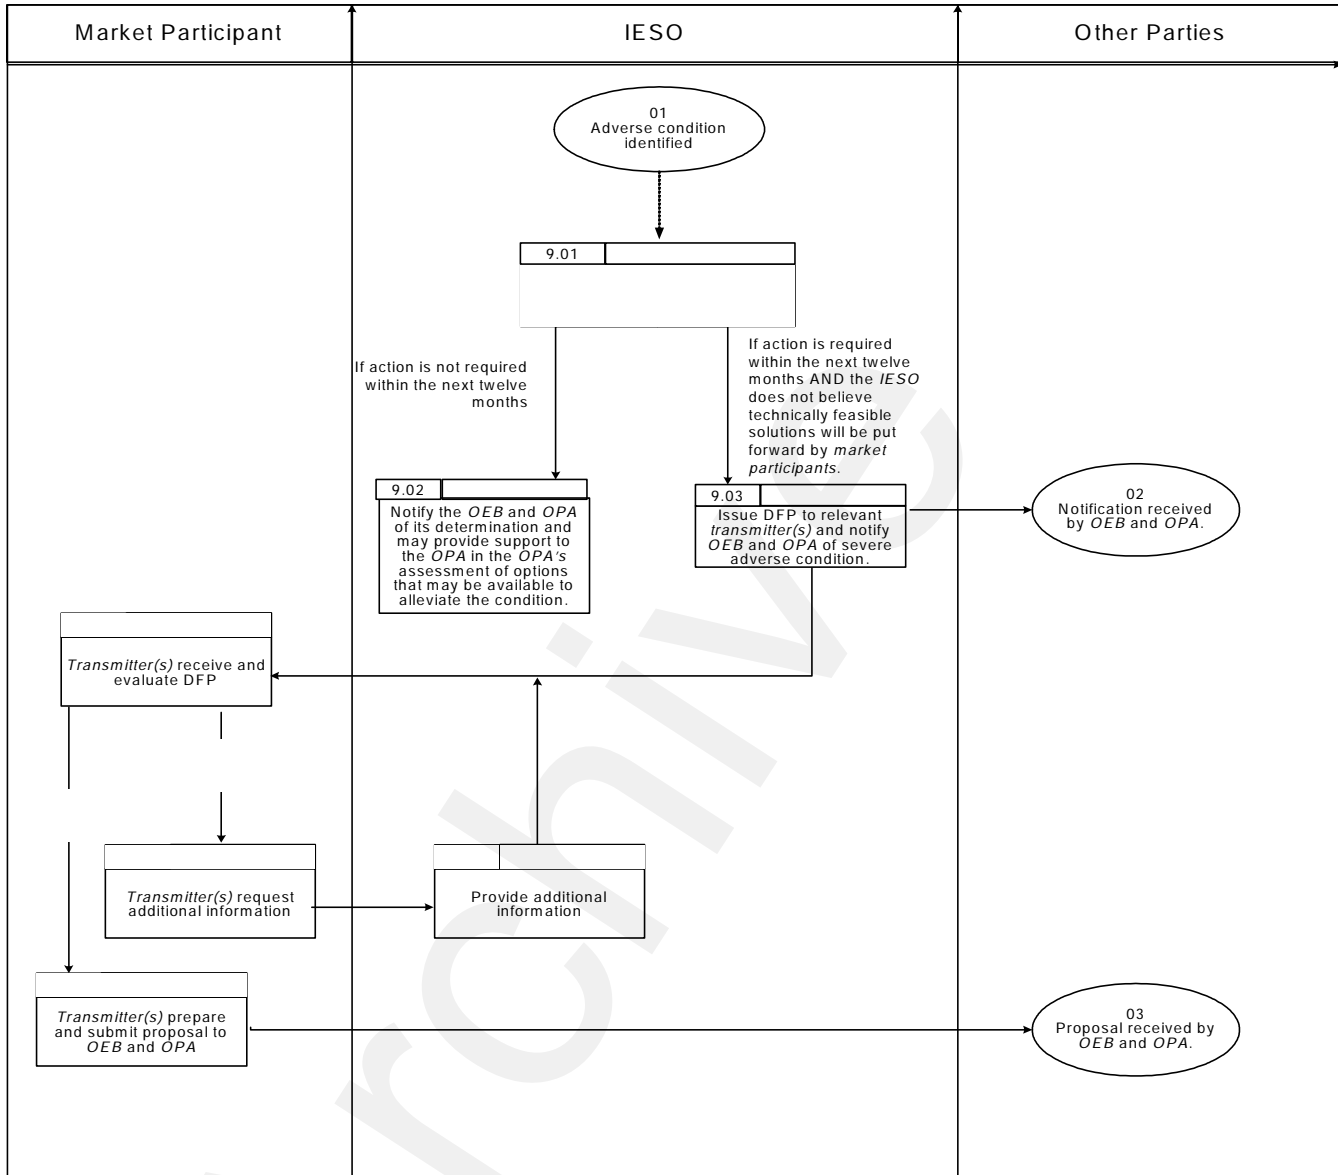 Market Participant
IESO
Other Parties
01
Adverse condition
identified
9.01
If action is not required
within the next twelve
months
If action is required
within the next twelve
months AND the IESO
does not believe
technically feasible
solutions will be put
forward by market
participants.
9.02
Notify the OEB and OPA
of its determination and
may provide support to
the OPA in the OPA's
assessment of options
that may be available to
alleviate the condition.
9.03
Issue DFP to relevant
transmitter(s) and notify
OEB and OPA of severe
adverse condition.
02
Notification received
by OEB and OPA.
Transmitter(s) receive and
evaluate DFP
Transmitter(s) request
additional information
Provide additional
information
Transmitter(s) prepare
and submit proposal to
OEB and OPA
03
Proposal received by
OEB and OPA.
rchive